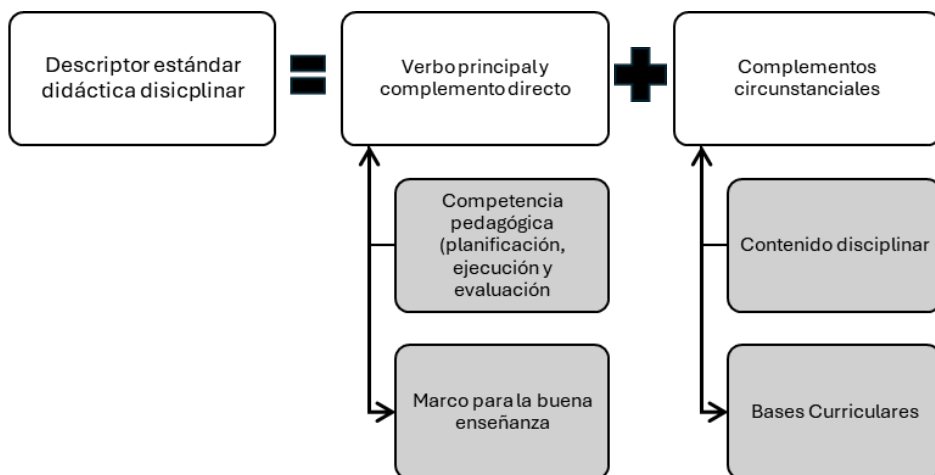 Descriptor estándar
didáctica disicplinar
Verbo principal y
complemento directo
Complementos
circunstanciales
Competencia
pedagógica
(planificación,
ejecución y
evaluación
Contenido disciplinar
Marco para la buena
enseñanza
Bases Curriculares